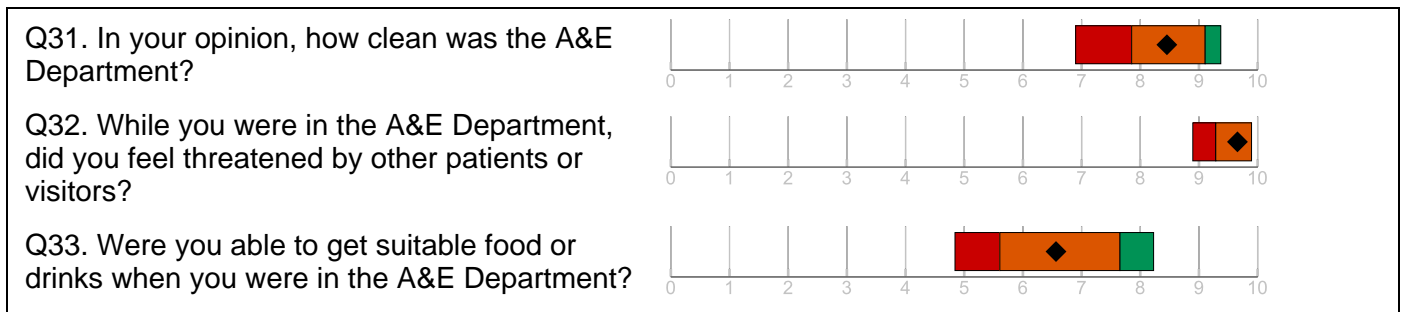 Q31. In your opinion, how clean was the A&E
Department?
0 1 2 3 4 5 6 7 8 9 10
Q32. While you were in the A&E Department,
did you feel threatened by other patients or
visitors?
0 1 2 3 4 5 6 7 8 9 10
Q33. Were you able to get suitable food or
drinks when you were in the A&E Department?
0 1 2 3 4 5 6 7 8 9 10